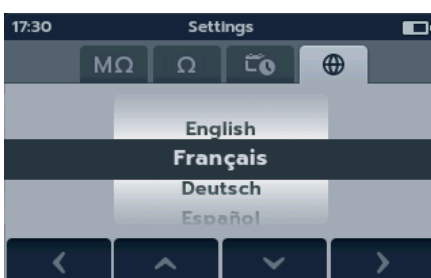 17:30 Settings
MΩ Ω
English
Français
Deutsch
Español